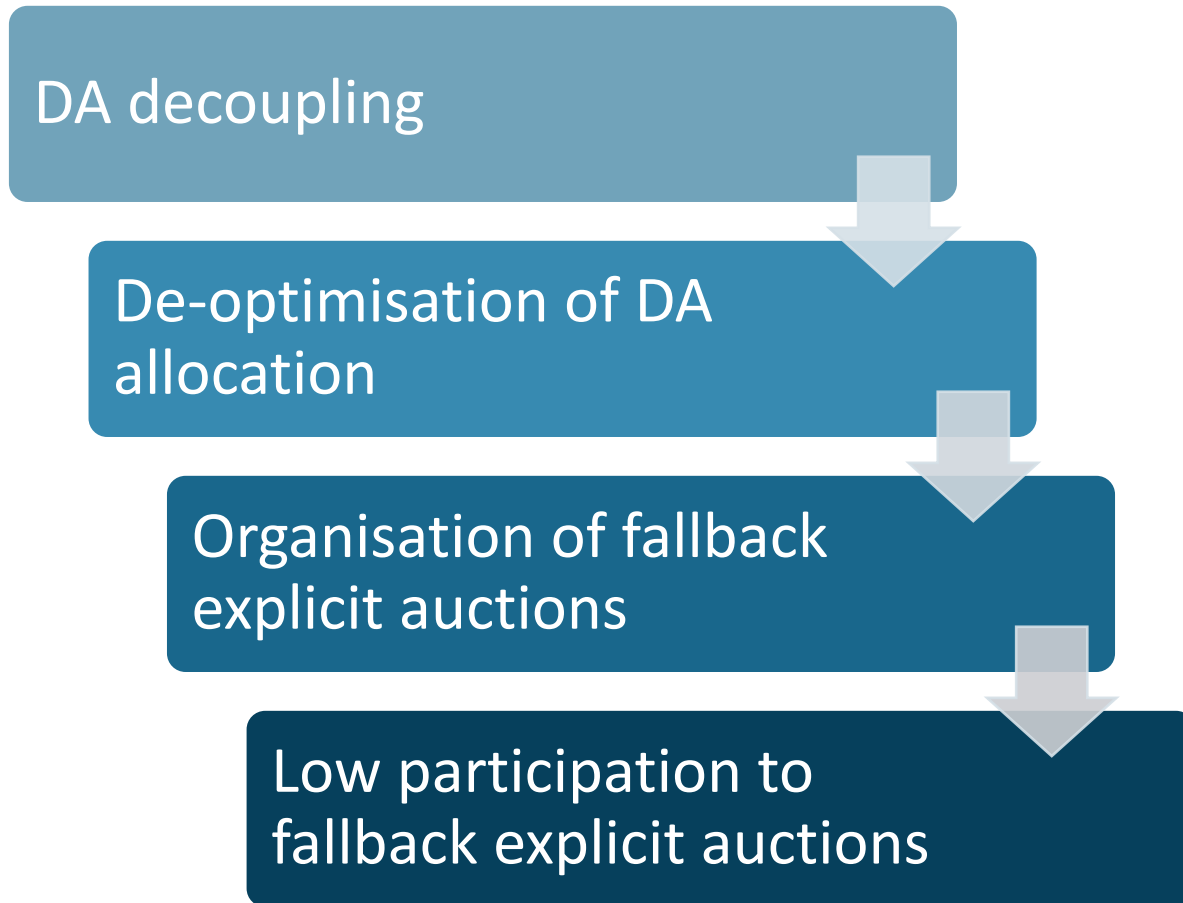 DA decoupling
De-optimisation of DA
allocation
Organisation of fallback
explicit auctions
Low participation to
fallback explicit auctions